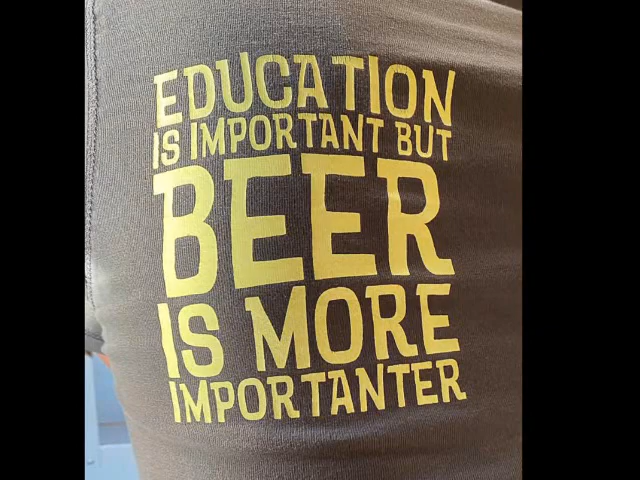 EDUCATION
IS IMPORTANT BUT
BEER
IS MORE
IMPORTANTER